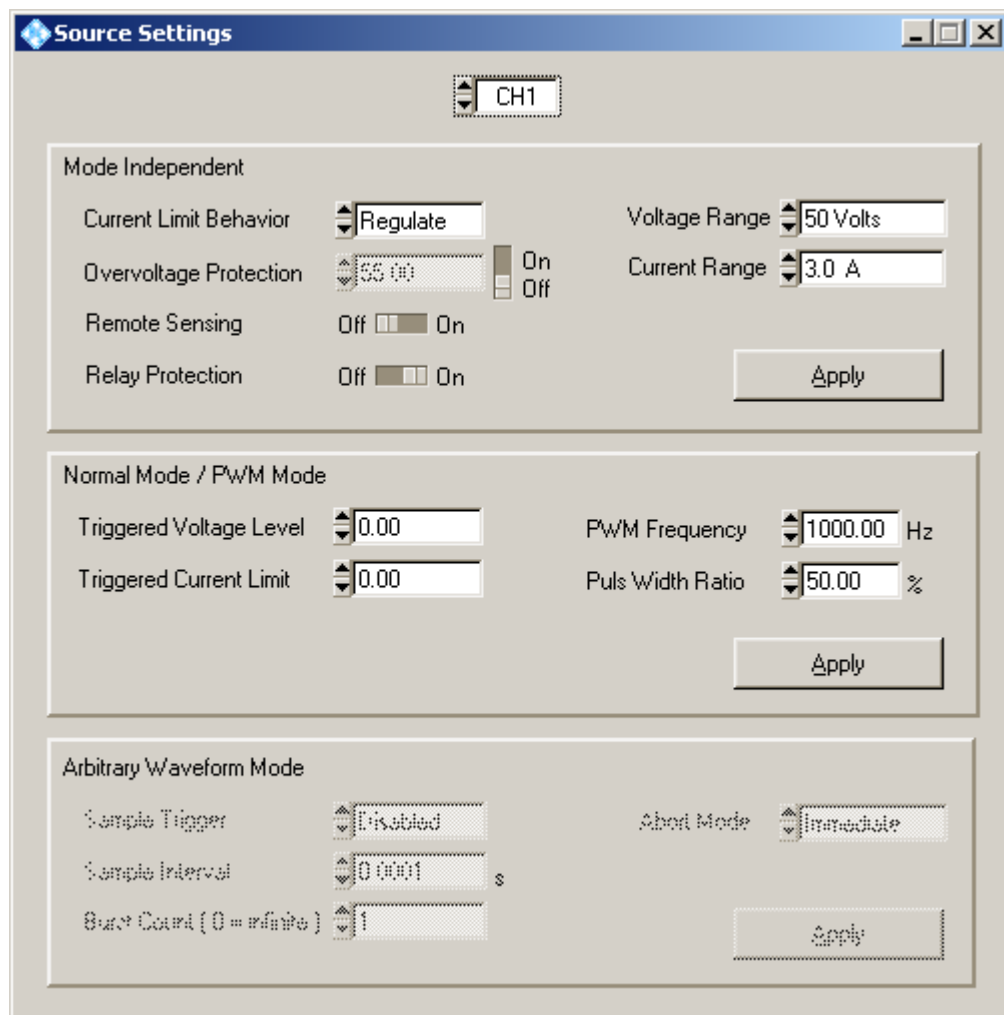 Source Settings
CH1
Mode Independent
Current Limit Behavior Regulate Voltage Range 50 Volts
Overvoltage Protection 55.00 On Off Current Range 3.0 A
Remote Sensing Off On
Relay Protection Off On
Apply
Normal Mode / PWM Mode
Triggered Voltage Level 0.00 PWM Frequency 1000.00 Hz
Triggered Current Limit 0.00 Puls Width Ratio 50.00 %
Apply
Arbitrary Waveform Mode
Sample Trigger Disabled Abort Mode Immediate
Sample Interval 0.0001 s
Burst Count ( 0 = infinite ) 1
Apply